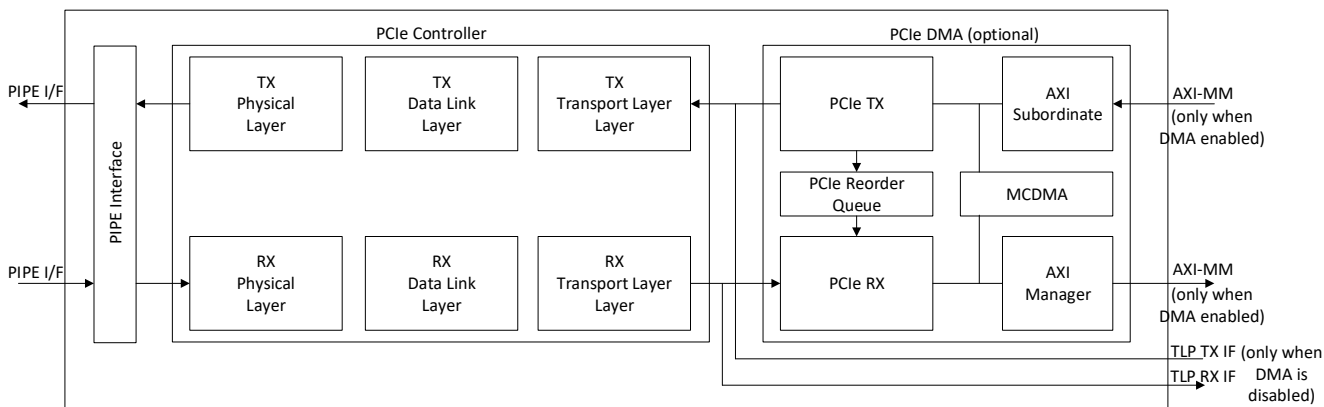 PCIe Controller
PCIe DMA (optional)
PIPE I/F
PIPE I/F
PIPE Interface
TX
Physical
Layer
TX
Data Link
Layer
TX
Transport Layer
Layer
RX
Physical
Layer
RX
Data Link
Layer
RX
Transport Layer
Layer
PCIe TX
PCIe Reorder
Queue
PCIe RX
AXI
Subordinate
MCDMA
AXI
Manager
AXI-MM
(only when
DMA enabled)
AXI-MM
(only when
DMA enabled)
TLP TX IF
TLP RX IF
(only when
DMA is
disabled)